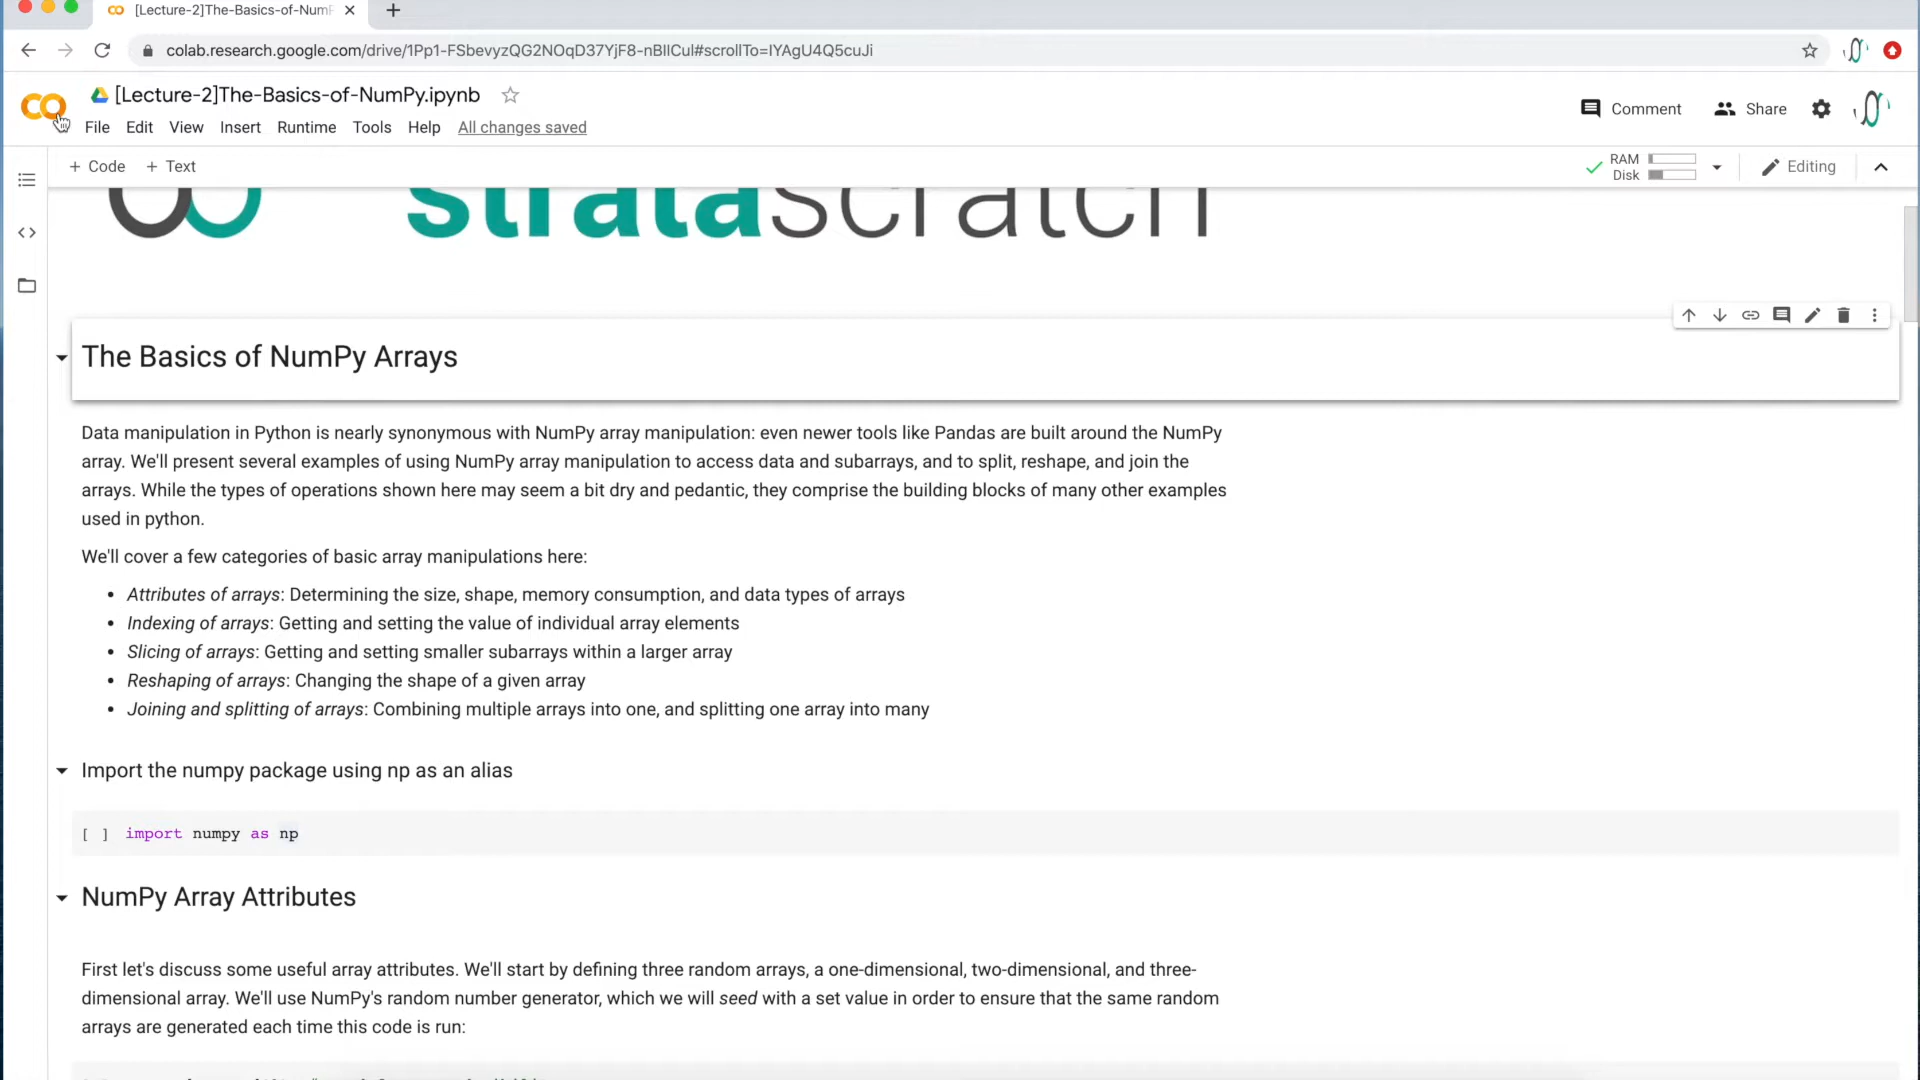 [Lecture-2]The-Basics-of-NumP
colab.research.google.com/drive/1Pp1-FSbevyzQG2NOqD37YjF8-nBIlCul#scrollTo=IYAgU4Q5cuJi
[Lecture-2]The-Basics-of-NumPy.ipynb
File Edit View Insert Runtime Tools Help All changes saved
Comment Share
+ Code + Text
RAM
Disk
Editing
stratascratch
The Basics of NumPy Arrays
Data manipulation in Python is nearly synonymous with NumPy array manipulation: even newer tools like Pandas are built around the NumPy
array. We'll present several examples of using NumPy array manipulation to access data and subarrays, and to split, reshape, and join the
arrays. While the types of operations shown here may seem a bit dry and pedantic, they comprise the building blocks of many other examples
used in python.
We'll cover a few categories of basic array manipulations here:
• Attributes of arrays: Determining the size, shape, memory consumption, and data types of arrays
• Indexing of arrays: Getting and setting the value of individual array elements
• Slicing of arrays: Getting and setting smaller subarrays within a larger array
• Reshaping of arrays: Changing the shape of a given array
• Joining and splitting of arrays: Combining multiple arrays into one, and splitting one array into many
Import the numpy package using np as an alias
[ ] import numpy as np
NumPy Array Attributes
First let's discuss some useful array attributes. We'll start by defining three random arrays, a one-dimensional, two-dimensional, and three-
dimensional array. We'll use NumPy's random number generator, which we will seed with a set value in order to ensure that the same random
arrays are generated each time this code is run: